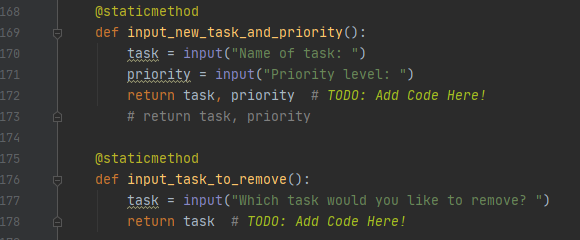 168 @staticmethod
169 def input_new_task_and_priority():
170 task = input("Name of task: ")
171 priority = input("Priority level: ")
172 return task, priority  # TODO: Add Code Here!
173 # return task, priority
174
175 @staticmethod
176 def input_task_to_remove():
177 task = input("Which task would you like to remove? ")
178 return task  # TODO: Add Code Here!
179